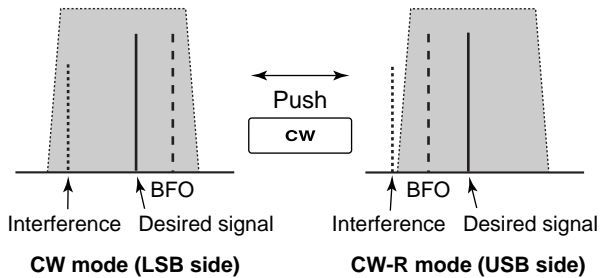 Push
CW
BFO
Interference
Desired signal
CW mode (LSB side)
BFO
Interference
Desired signal
CW-R mode (USB side)